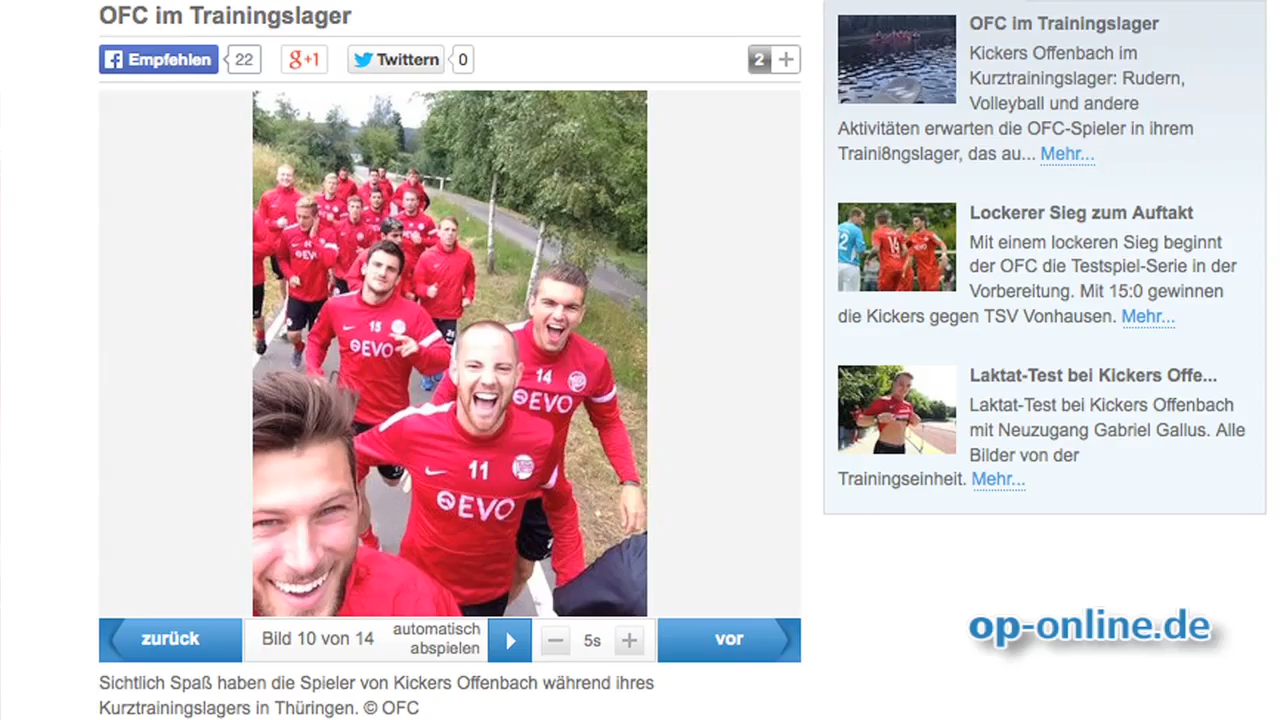 OFC im Trainingslager
Empfehlen
22
g+1
Twittern
0
2 +
15
EVO
14
EVO
11
EVO
zurück
Bild 10 von 14
automatisch
abspielen
− 5s +
vor
Sichtlich Spaß haben die Spieler von Kickers Offenbach während ihres
Kurztrainingslagers in Thüringen. © OFC
OFC im Trainingslager
Kickers Offenbach im
Kurztrainingslager: Rudern,
Volleyball und andere
Aktivitäten erwarten die OFC-Spieler in ihrem
Traini8ngslager, das au... Mehr...
Lockerer Sieg zum Auftakt
Mit einem lockeren Sieg beginnt
der OFC die Testspiel-Serie in der
Vorbereitung. Mit 15:0 gewinnen
die Kickers gegen TSV Vonhausen. Mehr...
Laktat-Test bei Kickers Offe...
Laktat-Test bei Kickers Offenbach
mit Neuzugang Gabriel Gallus. Alle
Bilder von der
Trainingseinheit. Mehr...
op-online.de